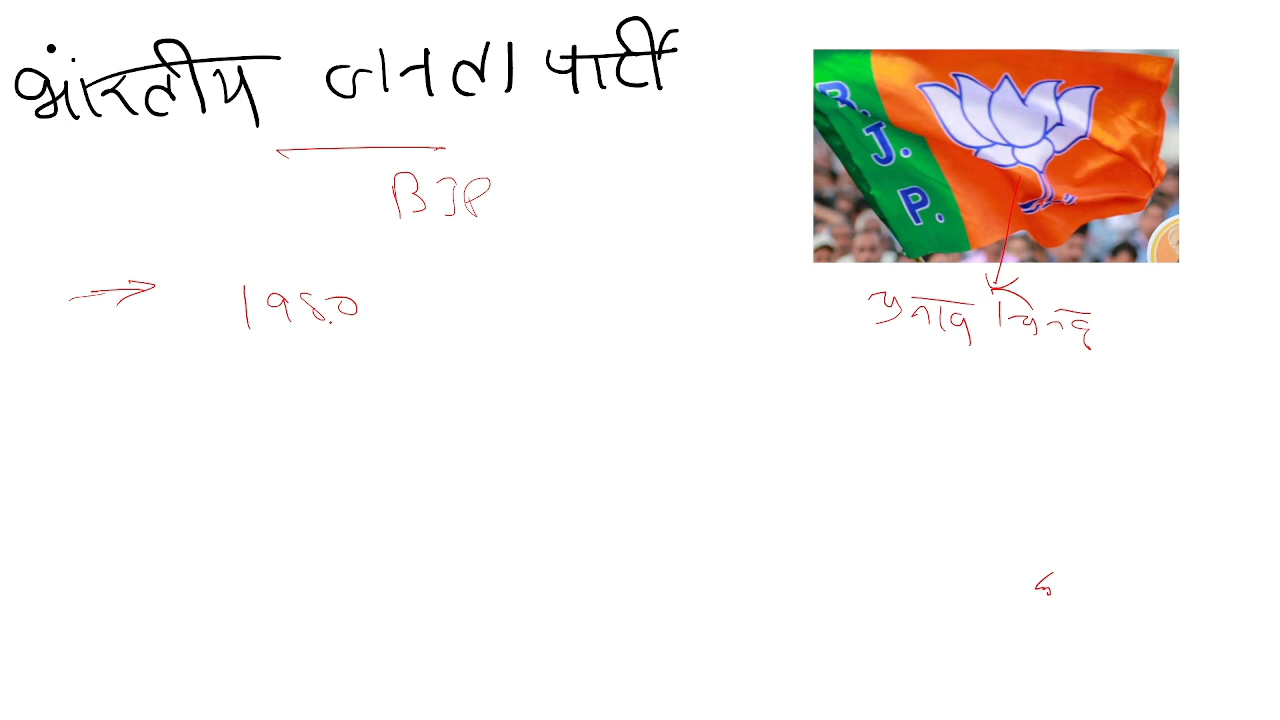 भारतीय जनता पार्टी
B.
J.
P.
BJP
→ 1980
चुनाव चिन्ह